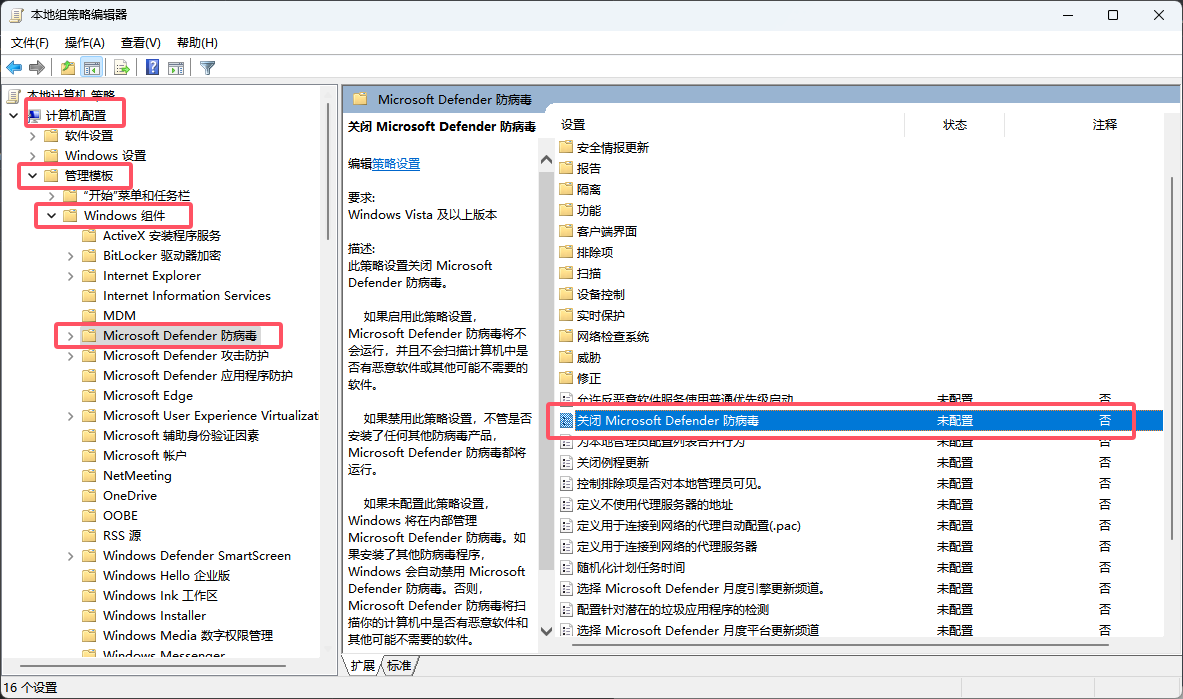 本地组策略编辑器
文件(F) 操作(A) 查看(V) 帮助(H)
本地计算机 策略
计算机配置
软件设置
Windows 设置
管理模板
“开始”菜单和任务栏
Windows 组件
ActiveX 安装程序服务
BitLocker 驱动器加密
Internet Explorer
Internet Information Services
MDM
Microsoft Defender 防病毒
Microsoft Defender 攻击防护
Microsoft Defender 应用程序防护
Microsoft Edge
Microsoft User Experience Virtualizat
Microsoft 辅助身份验证因素
Microsoft 帐户
NetMeeting
OneDrive
OOBE
RSS 源
Windows Defender SmartScreen
Windows Hello 企业版
Windows Ink 工作区
Windows Installer
Windows Media 数字权限管理
Windows Messenger
Microsoft Defender 防病毒
关闭 Microsoft Defender 防病毒
编辑策略设置
要求:
Windows Vista 及以上版本
描述:
此策略设置关闭 Microsoft
Defender 防病毒。
如果启用此策略设置，
Microsoft Defender 防病毒将不
会运行，并且不会扫描计算机中是
否有恶意软件或其他可能不需要的
软件。
如果禁用此策略设置，不管是否
安装了任何其他防病毒产品，
Microsoft Defender 防病毒都将
运行。
如果未配置此策略设置，
Windows 将在内部管理
Microsoft Defender 防病毒。如
果安装了其他防病毒程序，
Windows 会自动禁用 Microsoft
Defender 防病毒。否则，
Microsoft Defender 防病毒将扫
描你的计算机中是否有恶意软件和
其他可能不需要的软件。
设置 状态 注释
安全情报更新
报告
隔离
功能
客户端界面
排除项
扫描
设备控制
实时保护
网络检查系统
威胁
修正
允许反恶意软件服务使用普通优先级启动 未配置 否
关闭 Microsoft Defender 防病毒 未配置 否
为本地管理员配置列表合并行为 未配置 否
关闭例程更新 未配置 否
控制排除项是否对本地管理员可见。 未配置 否
定义不使用代理服务器的地址 未配置 否
定义用于连接到网络的代理自动配置(.pac) 未配置 否
定义用于连接到网络的代理服务器 未配置 否
随机化计划任务时间 未配置 否
选择 Microsoft Defender 月度引擎更新频道。 未配置 否
配置针对潜在的垃圾应用程序的检测 未配置 否
选择 Microsoft Defender 月度平台更新频道 未配置 否
扩展 标准
16 个设置